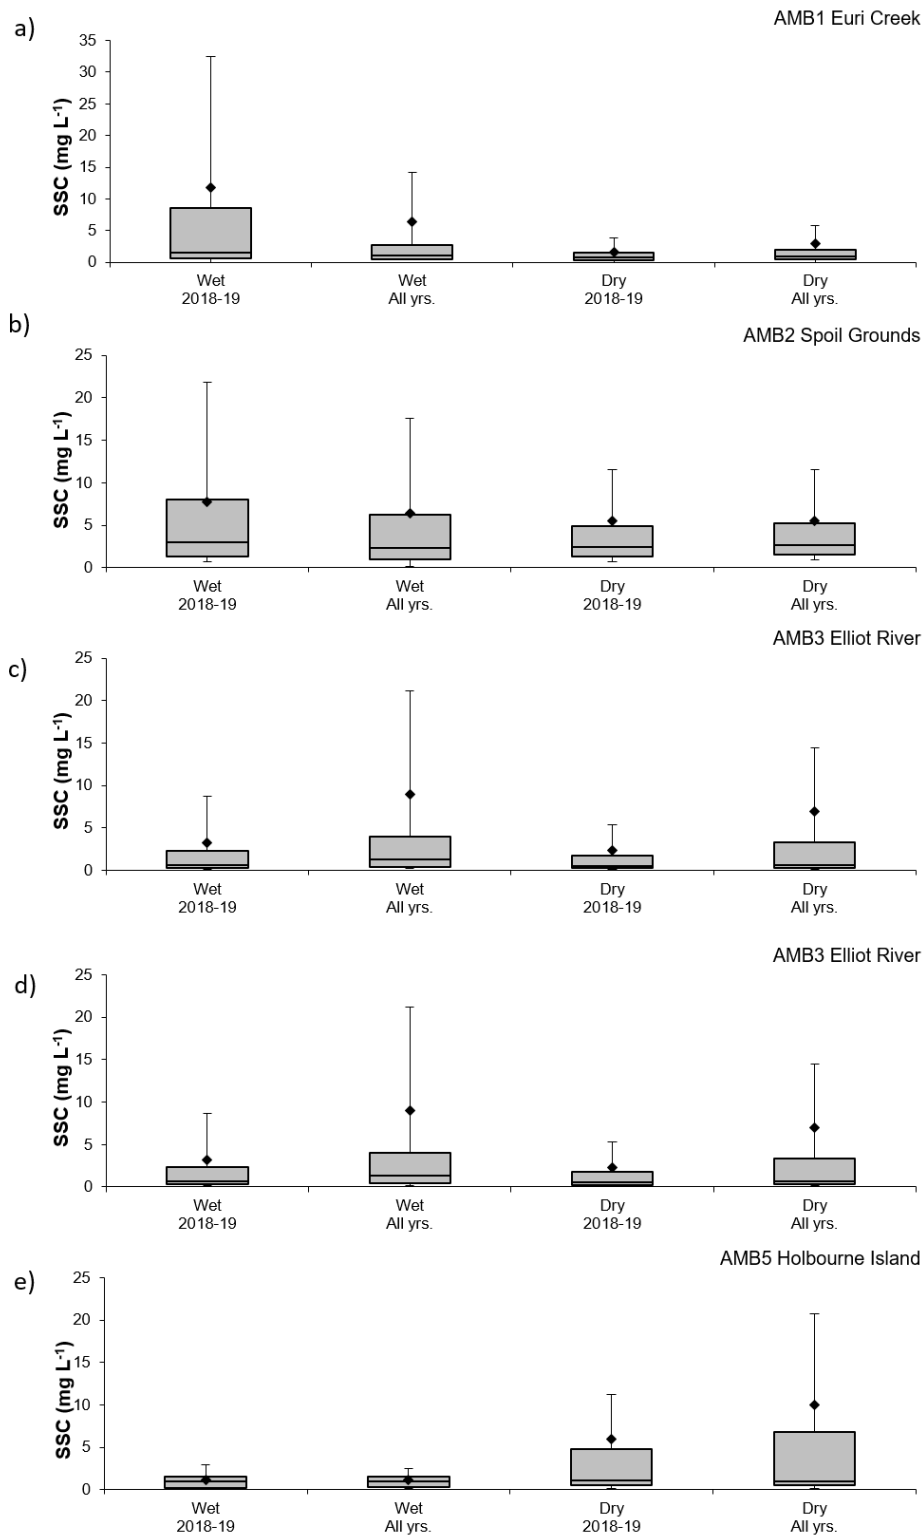 a)
AMB1 Euri Creek
SSC (mg L-1)
35
30
25
20
15
10
5
0
Wet
2018-19
Wet
All yrs.
Dry
2018-19
Dry
All yrs.
b)
AMB2 Spoil Grounds
SSC (mg L-1)
25
20
15
10
5
0
Wet
2018-19
Wet
All yrs.
Dry
2018-19
Dry
All yrs.
c)
AMB3 Elliot River
SSC (mg L-1)
25
20
15
10
5
0
Wet
2018-19
Wet
All yrs.
Dry
2018-19
Dry
All yrs.
d)
AMB3 Elliot River
SSC (mg L-1)
25
20
15
10
5
0
Wet
2018-19
Wet
All yrs.
Dry
2018-19
Dry
All yrs.
e)
AMB5 Holbourne Island
SSC (mg L-1)
25
20
15
10
5
0
Wet
2018-19
Wet
All yrs.
Dry
2018-19
Dry
All yrs.